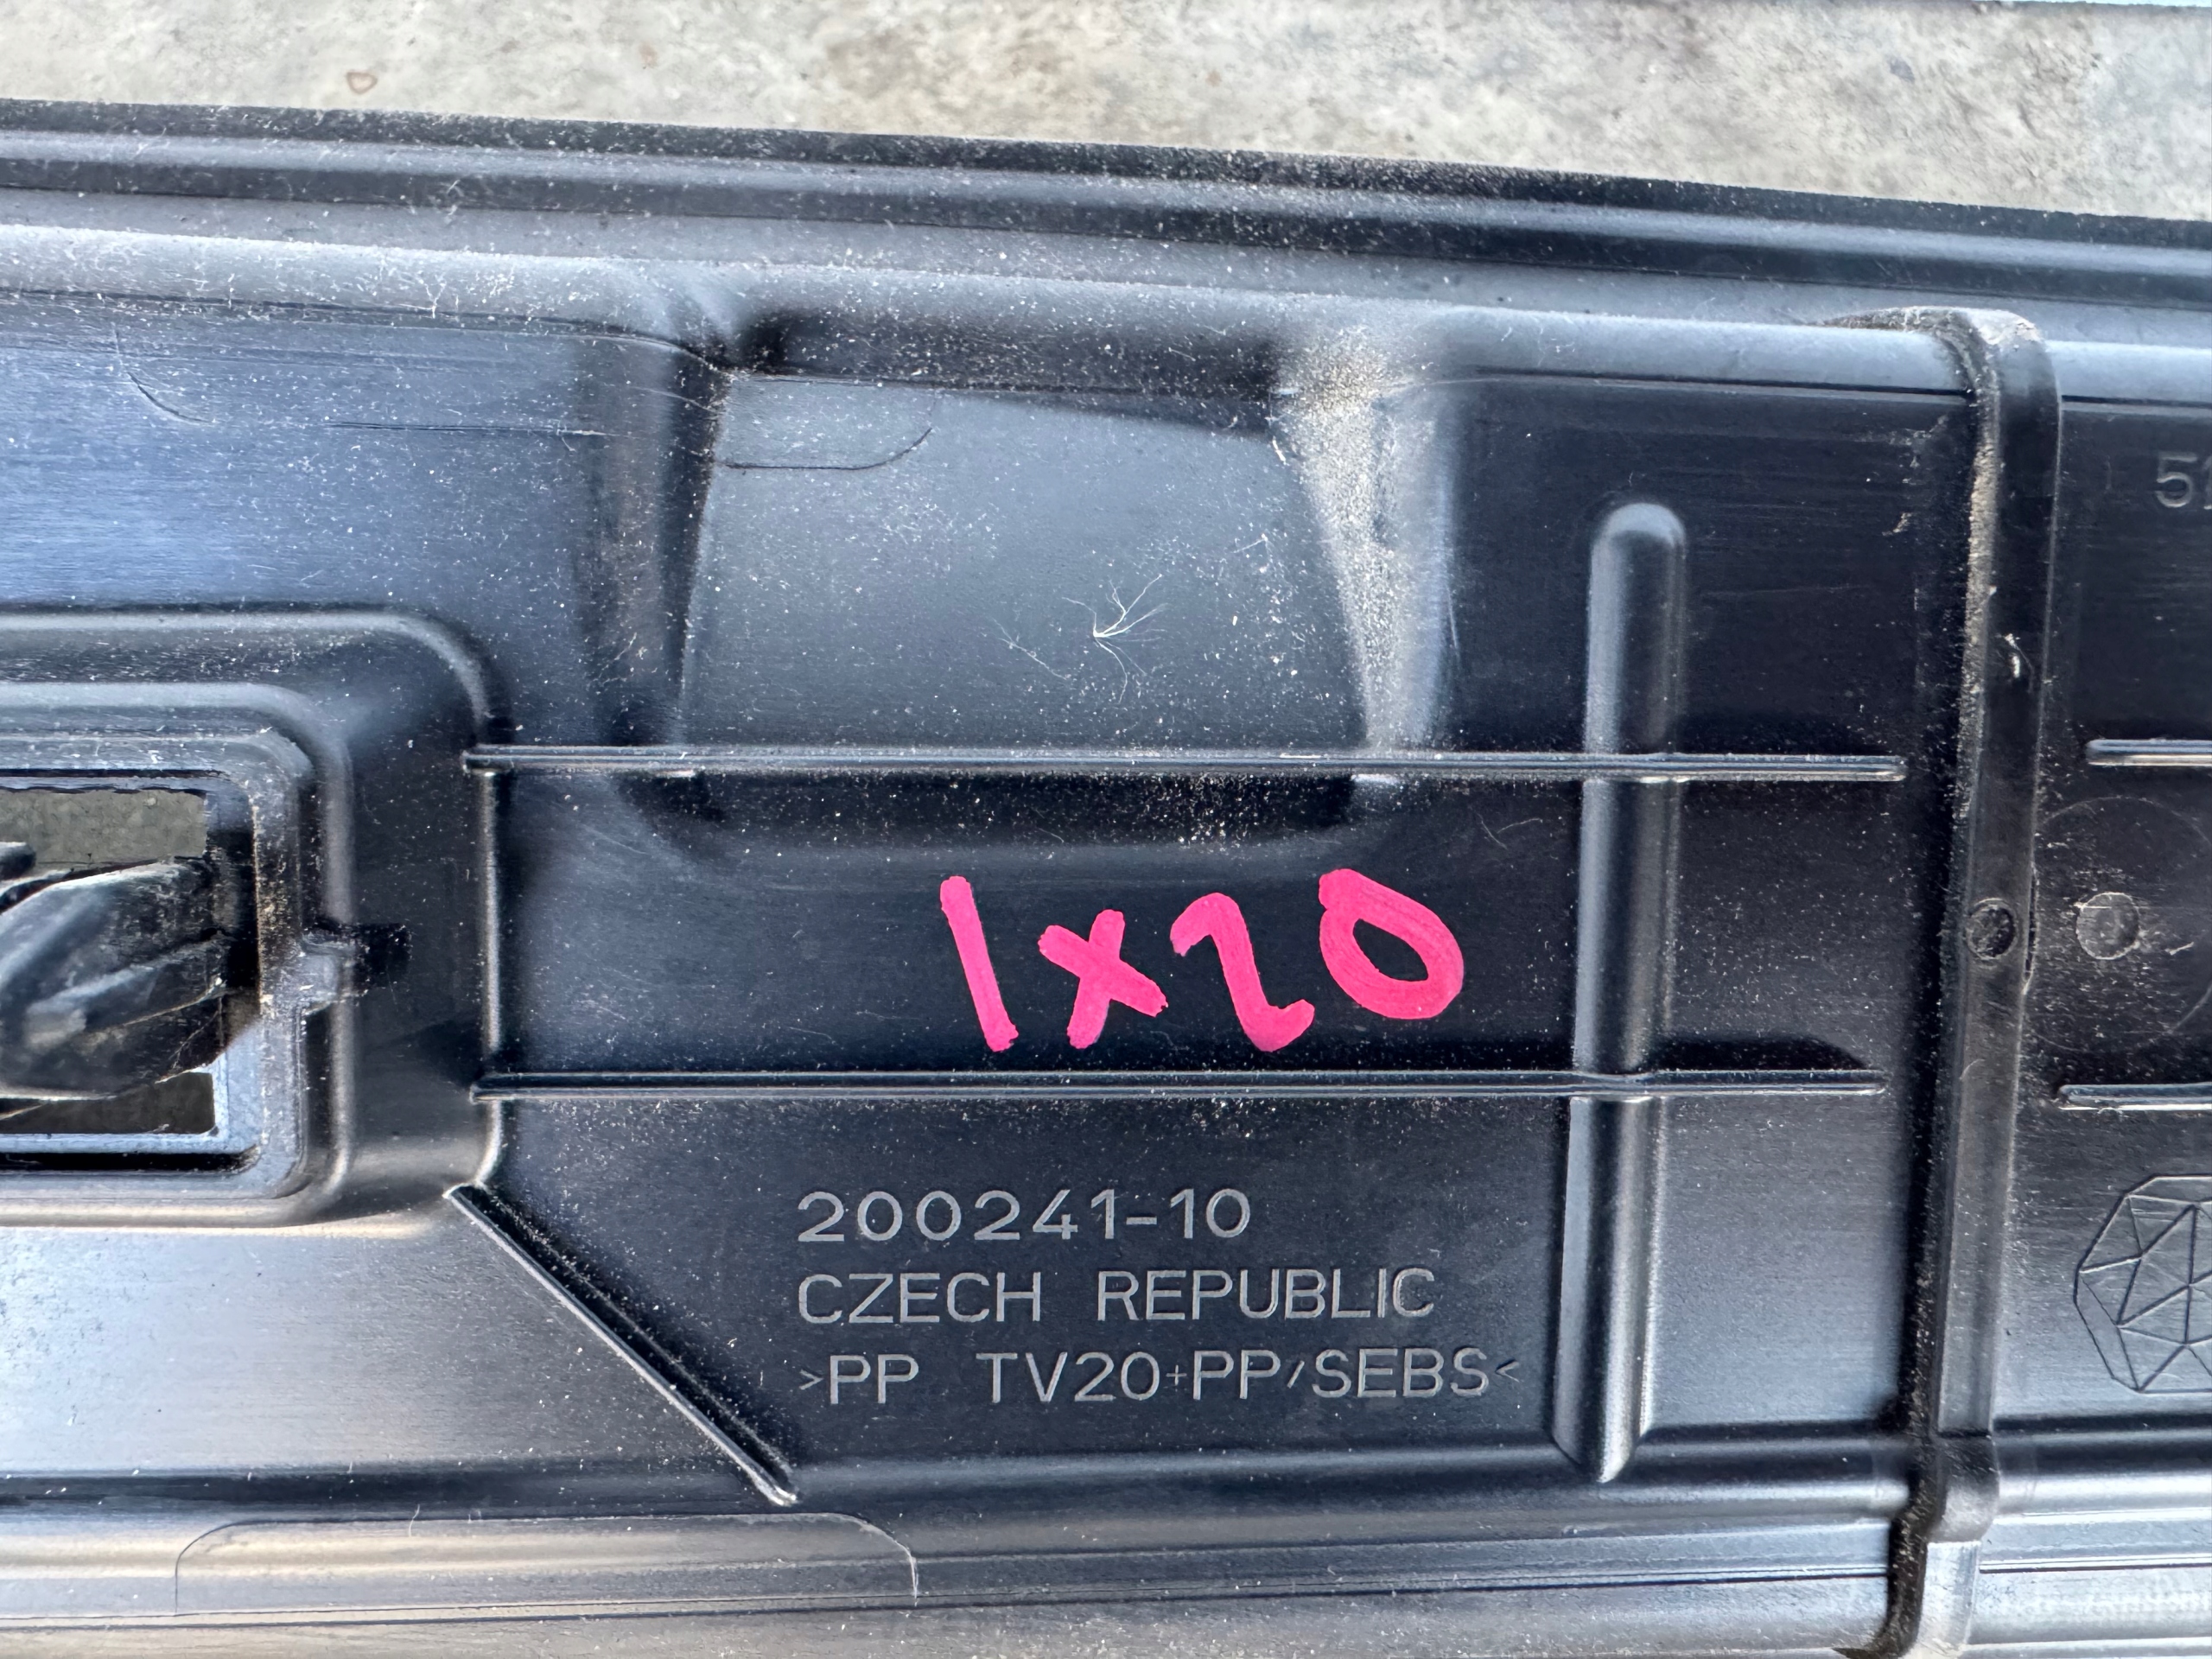 1x20
200241-10
CZECH REPUBLIC
>PP TV20+PP/SEBS<